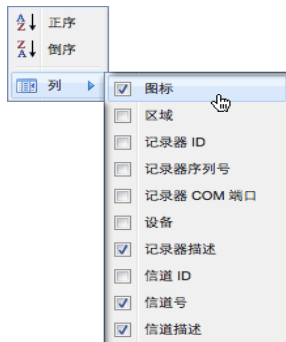 正序
倒序
列
图标
区域
记录器 ID
记录器序列号
记录器 COM 端口
设备
记录器描述
信道 ID
信道号
信道描述